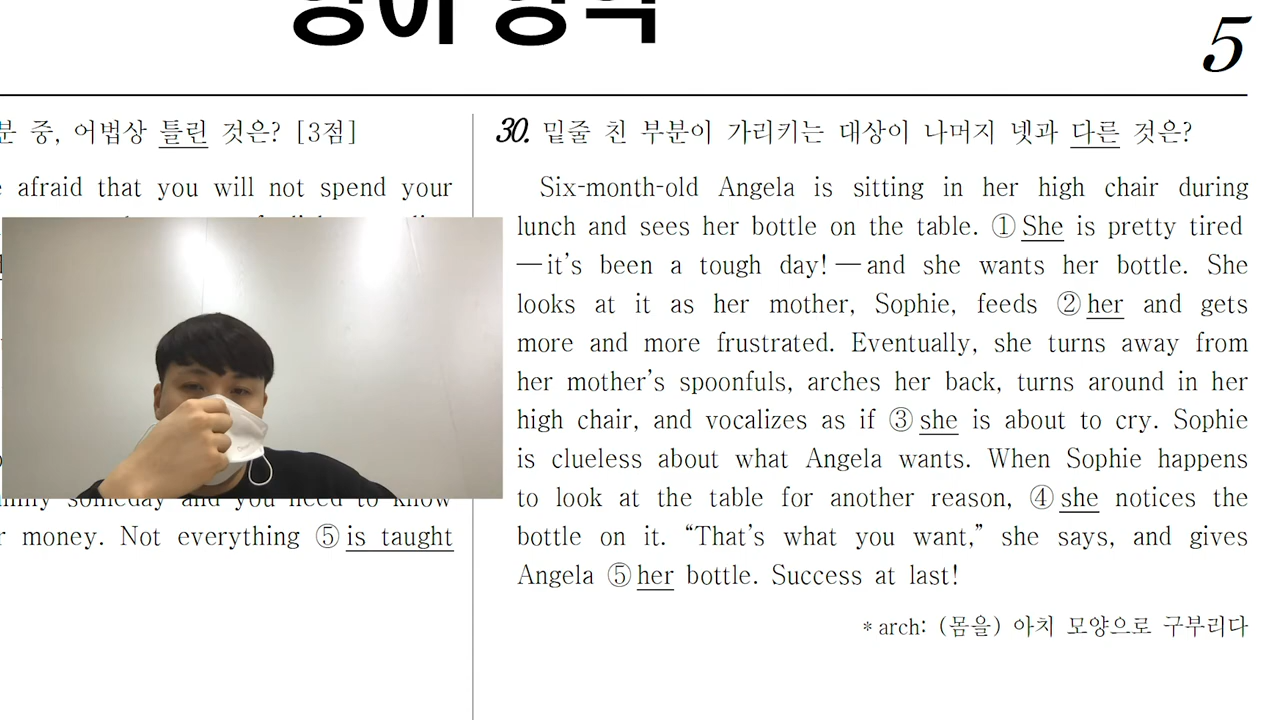 5
분 중, 어법상 틀린 것은? [3점]
afraid that you will not spend your
someday and you need to know
money. Not everything ⑤ is taught
30. 밑줄 친 부분이 가리키는 대상이 나머지 넷과 다른 것은?
Six-month-old Angela is sitting in her high chair during
lunch and sees her bottle on the table. ① She is pretty tired
—it's been a tough day!—and she wants her bottle. She
looks at it as her mother, Sophie, feeds ② her and gets
more and more frustrated. Eventually, she turns away from
her mother's spoonfuls, arches her back, turns around in her
high chair, and vocalizes as if ③ she is about to cry. Sophie
is clueless about what Angela wants. When Sophie happens
to look at the table for another reason, ④ she notices the
bottle on it. “That's what you want,” she says, and gives
Angela ⑤ her bottle. Success at last!
* arch: (몸을) 아치 모양으로 구부리다